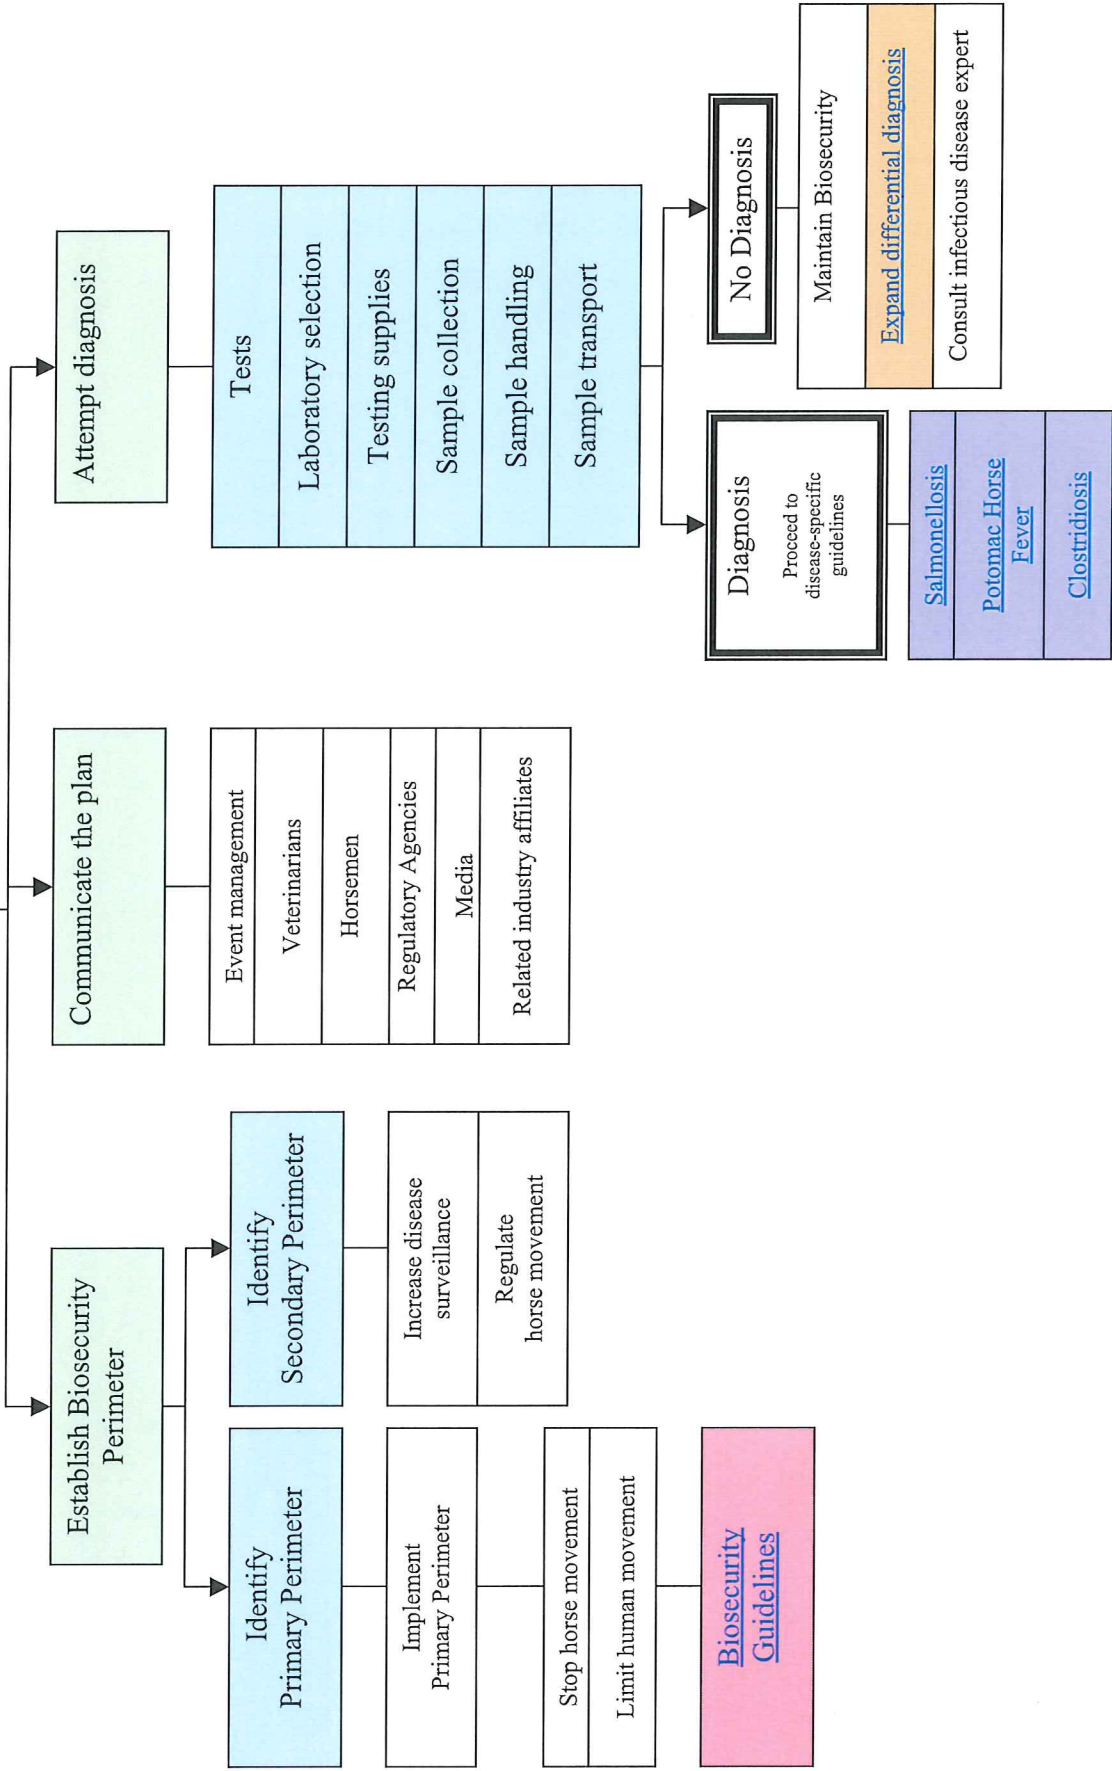 Establish Biosecurity
Perimeter
Identify
Primary Perimeter
Implement
Primary Perimeter
Stop horse movement
Limit human movement
Biosecurity
Guidelines
Identify
Secondary Perimeter
Increase disease
surveillance
Regulate
horse movement
Communicate the plan
Event management
Veterinarians
Horsemen
Regulatory Agencies
Media
Related industry affiliates
Attempt diagnosis
Tests
Laboratory selection
Testing supplies
Sample collection
Sample handling
Sample transport
Diagnosis
Proceed to
disease-specific
guidelines
Salmonellosis
Potomac Horse
Fever
Clostridiosis
No Diagnosis
Maintain Biosecurity
Expand differential diagnosis
Consult infectious disease expert